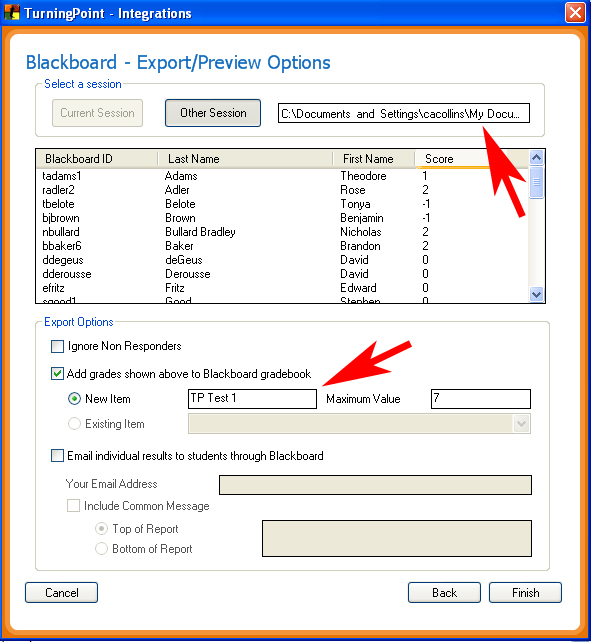 TurningPoint - Integrations
Blackboard - Export/Preview Options
Select a session
Current Session Other Session C:\Documents and Settings\cacollins\My Docu...
Blackboard ID Last Name First Name Score
tadams1 Adams Theodore 1
radler2 Adler Rose 2
tbelote Belote Tonya -1
bjbrown Brown Benjamin -1
nbullard Bullard Bradley Nicholas 2
bbaker6 Baker Brandon 2
ddegeus deGeus David 0
dderousse Derousse David 0
efritz Fritz Edward 0
sgood1 Good Stephen 0
Export Options
Ignore Non Responders
Add grades shown above to Blackboard gradebook
New Item TP Test 1 Maximum Value 7
Existing Item
Email individual results to students through Blackboard
Your Email Address
Include Common Message
Top of Report
Bottom of Report
Cancel Back Finish